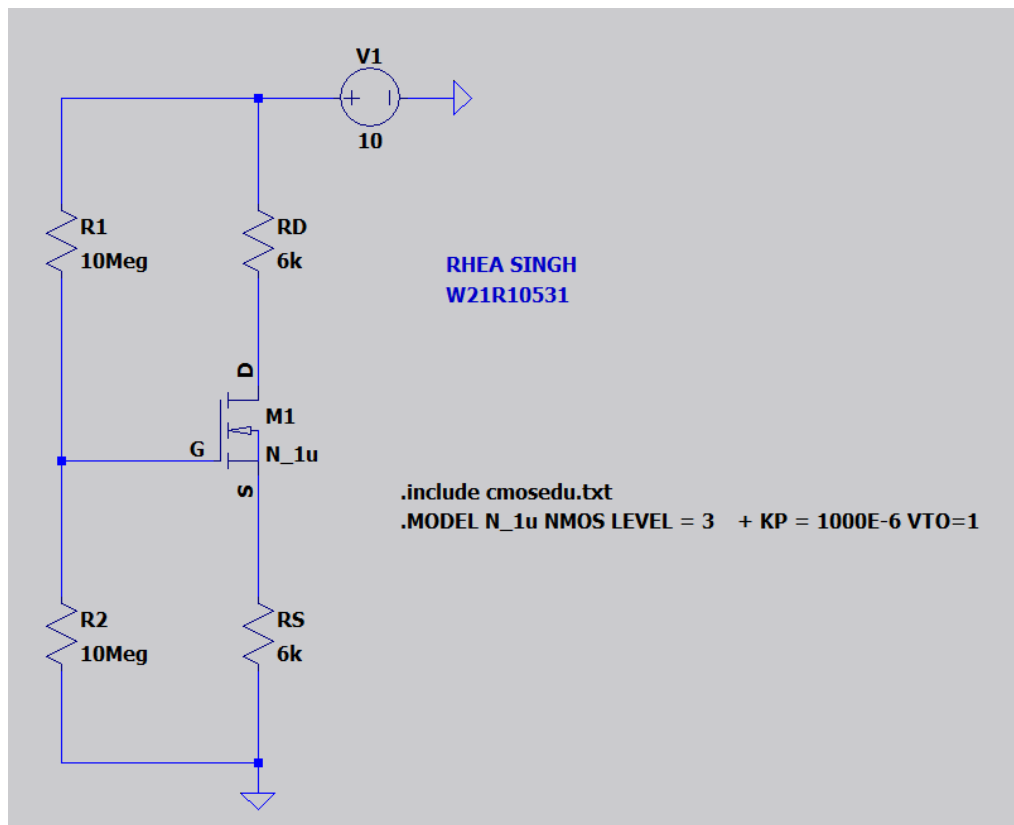 V1
10
R1
10Meg
RD
6k
RHEA SINGH
W21R10531
D
M1
G
N_1u
S
.include cmosedu.txt
.MODEL N_1u NMOS LEVEL = 3 + KP = 1000E-6 VTO=1
R2
10Meg
RS
6k